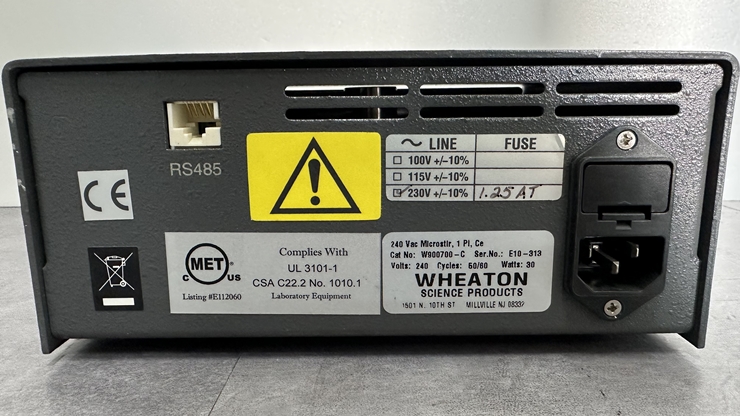 RS485
CE
~ LINE FUSE
100V +/-10%
115V +/-10%
230V +/-10% 1.25AT
c MET us ®
Listing #E112060
Complies With
UL 3101-1
CSA C22.2 No. 1010.1
Laboratory Equipment
240 Vac Microstir, 1 Pl, Ce
Cat No: W900700-C Ser.No.: E10-313
Volts: 240 Cycles: 50/60 Watts: 30
WHEATON
SCIENCE PRODUCTS
1501 N. 10TH ST MILLVILLE NJ 08332